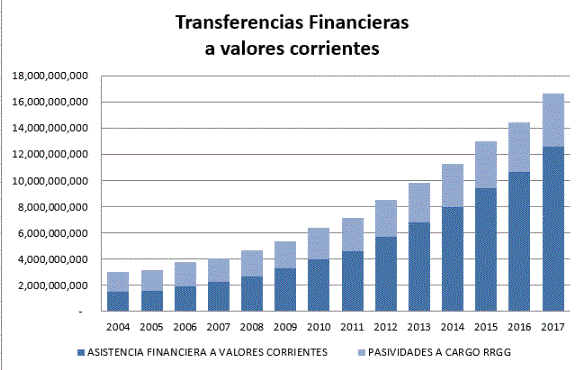 Transferencias Financieras
a valores corrientes
18,000,000,000
16,000,000,000
14,000,000,000
12,000,000,000
10,000,000,000
8,000,000,000
6,000,000,000
4,000,000,000
2,000,000,000
-
2004 2005 2006 2007 2008 2009 2010 2011 2012 2013 2014 2015 2016 2017
ASISTENCIA FINANCIERA A VALORES CORRIENTES PASIVIDADES A CARGO RRGG